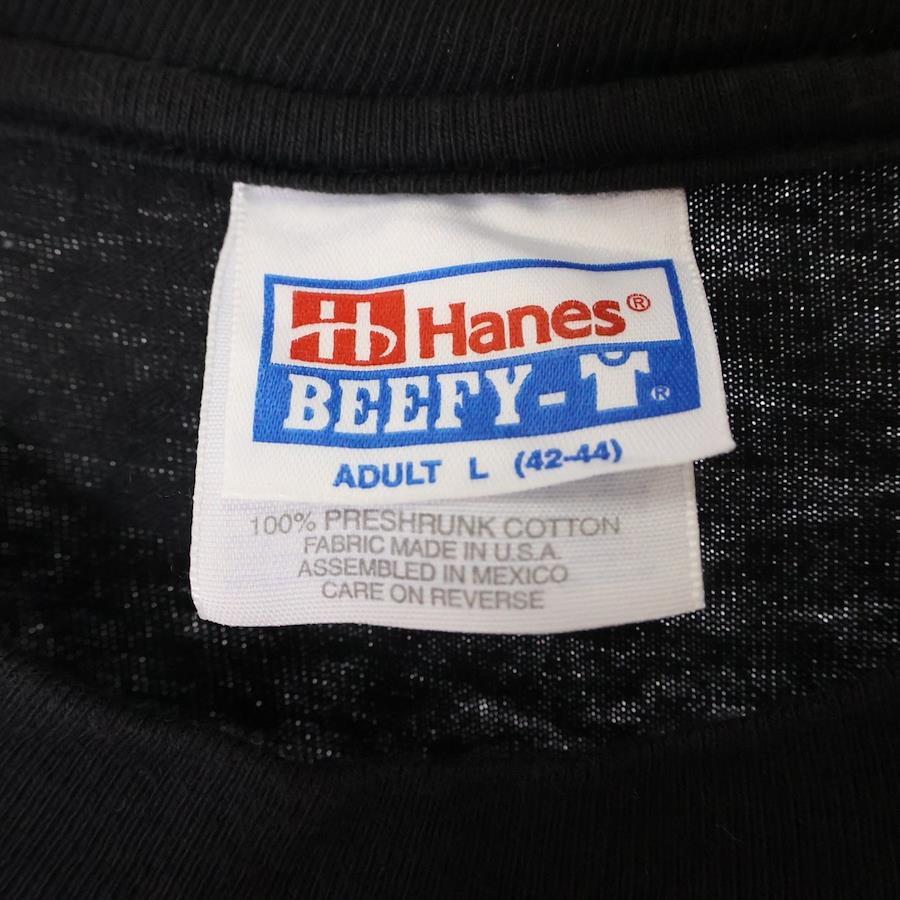 Hanes®
BEEFY-T®
ADULT L (42-44)
100% PRESHRUNK COTTON
FABRIC MADE IN U.S.A.
ASSEMBLED IN MEXICO
CARE ON REVERSE